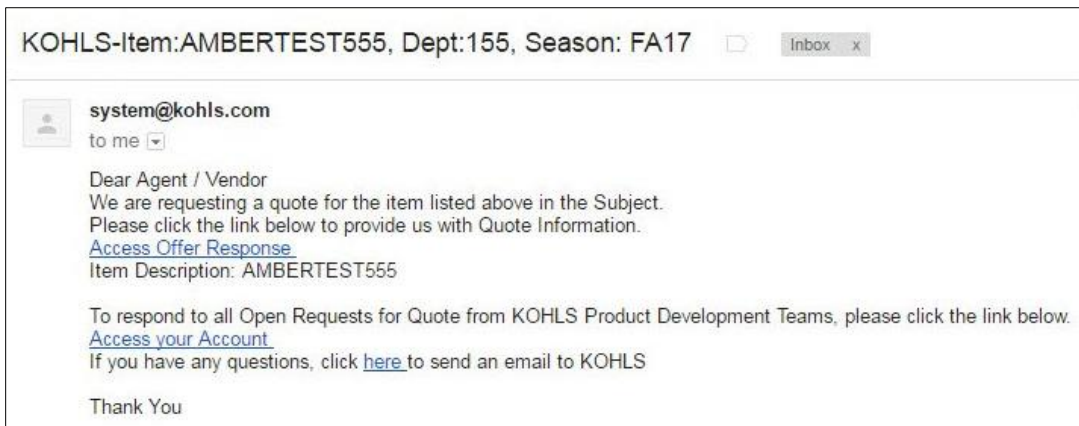 KOHLS-Item:AMBERTEST555, Dept:155, Season: FA17 Inbox x
system@kohls.com
to me
Dear Agent / Vendor
We are requesting a quote for the item listed above in the Subject.
Please click the link below to provide us with Quote Information.
Access Offer Response
Item Description: AMBERTEST555
To respond to all Open Requests for Quote from KOHLS Product Development Teams, please click the link below.
Access your Account
If you have any questions, click here to send an email to KOHLS
Thank You